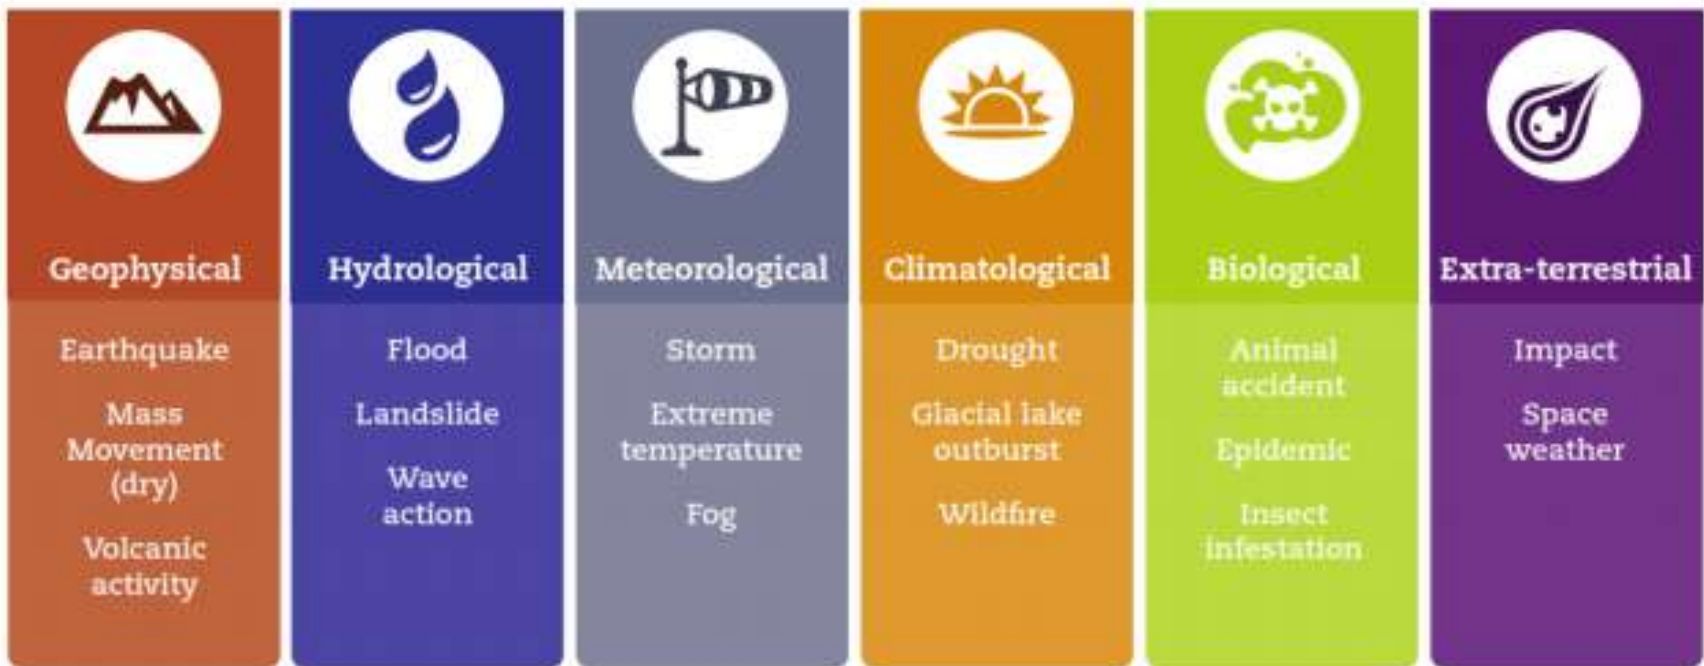 Geophysical
Earthquake
Mass
Movement
(dry)
Volcanic
activity
Hydrological
Flood
Landslide
Wave
action
Meteorological
Storm
Extreme
temperature
Fog
Climatological
Drought
Glacial lake
outburst
Wildfire
Biological
Animal
accident
Epidemic
Insect
infestation
Extra-terrestrial
Impact
Space
weather